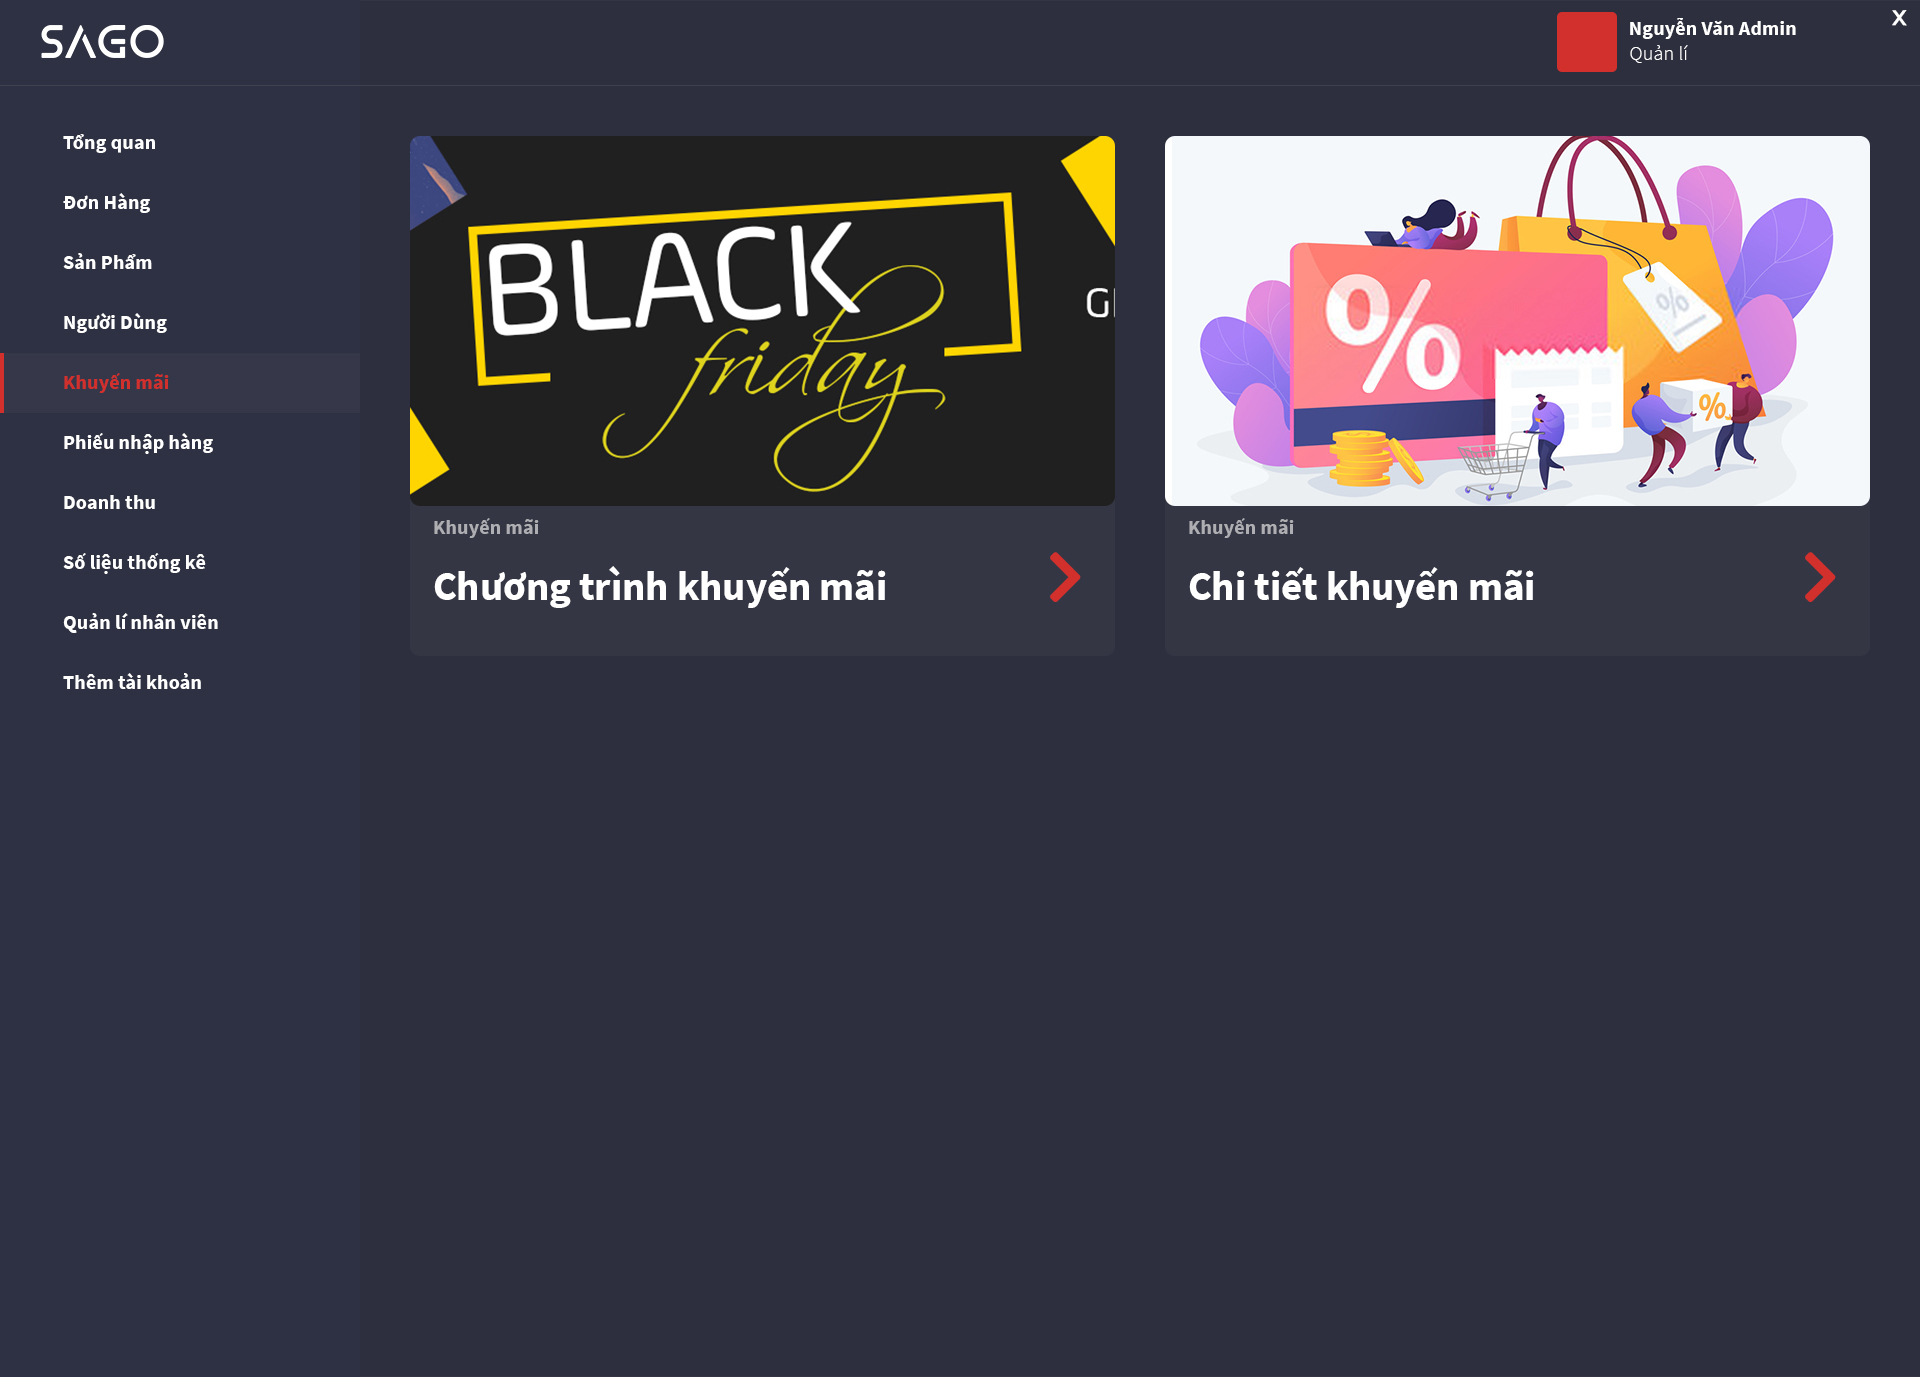 SAGO
Nguyễn Văn Admin
Quản lí
X
Tổng quan
Đơn Hàng
Sản Phẩm
Người Dùng
Khuyến mãi
Phiếu nhập hàng
Doanh thu
Số liệu thống kê
Quản lí nhân viên
Thêm tài khoản
BLACK
friday
G
Khuyến mãi
Chương trình khuyến mãi
%
%
%
Khuyến mãi
Chi tiết khuyến mãi